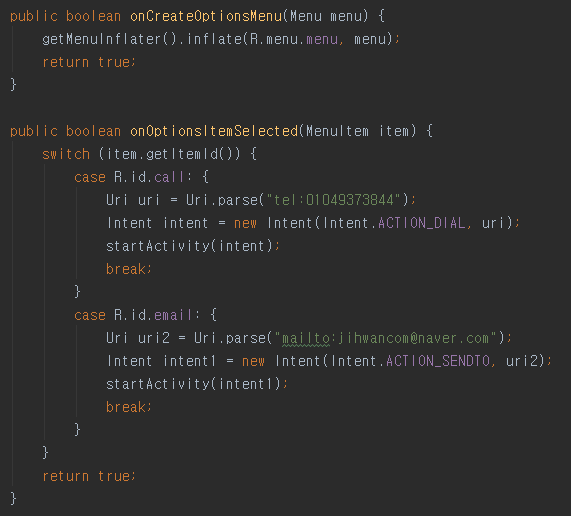 public boolean onCreateOptionsMenu(Menu menu) {
    getMenuInflater().inflate(R.menu.menu, menu);
    return true;
}

public boolean onOptionsItemSelected(MenuItem item) {
    switch (item.getItemId()) {
        case R.id.call: {
            Uri uri = Uri.parse("tel:01049373844");
            Intent intent = new Intent(Intent.ACTION_DIAL, uri);
            startActivity(intent);
            break;
        }
        case R.id.email: {
            Uri uri2 = Uri.parse("mailto:jihwancom@naver.com");
            Intent intent1 = new Intent(Intent.ACTION_SENDTO, uri2);
            startActivity(intent1);
            break;
        }
    }
    return true;
}